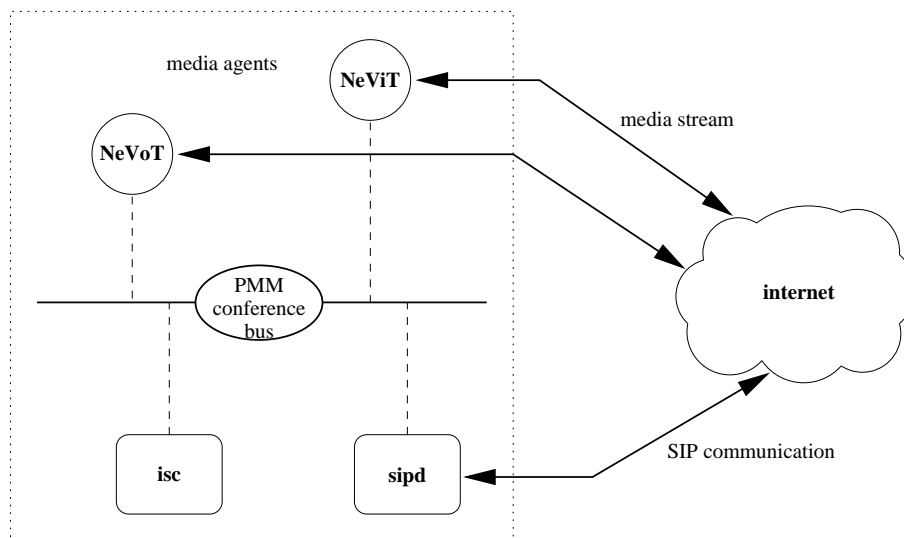 media agents
NeViT
media stream
NeVoT
PMM
conference
bus
internet
SIP communication
isc
sipd